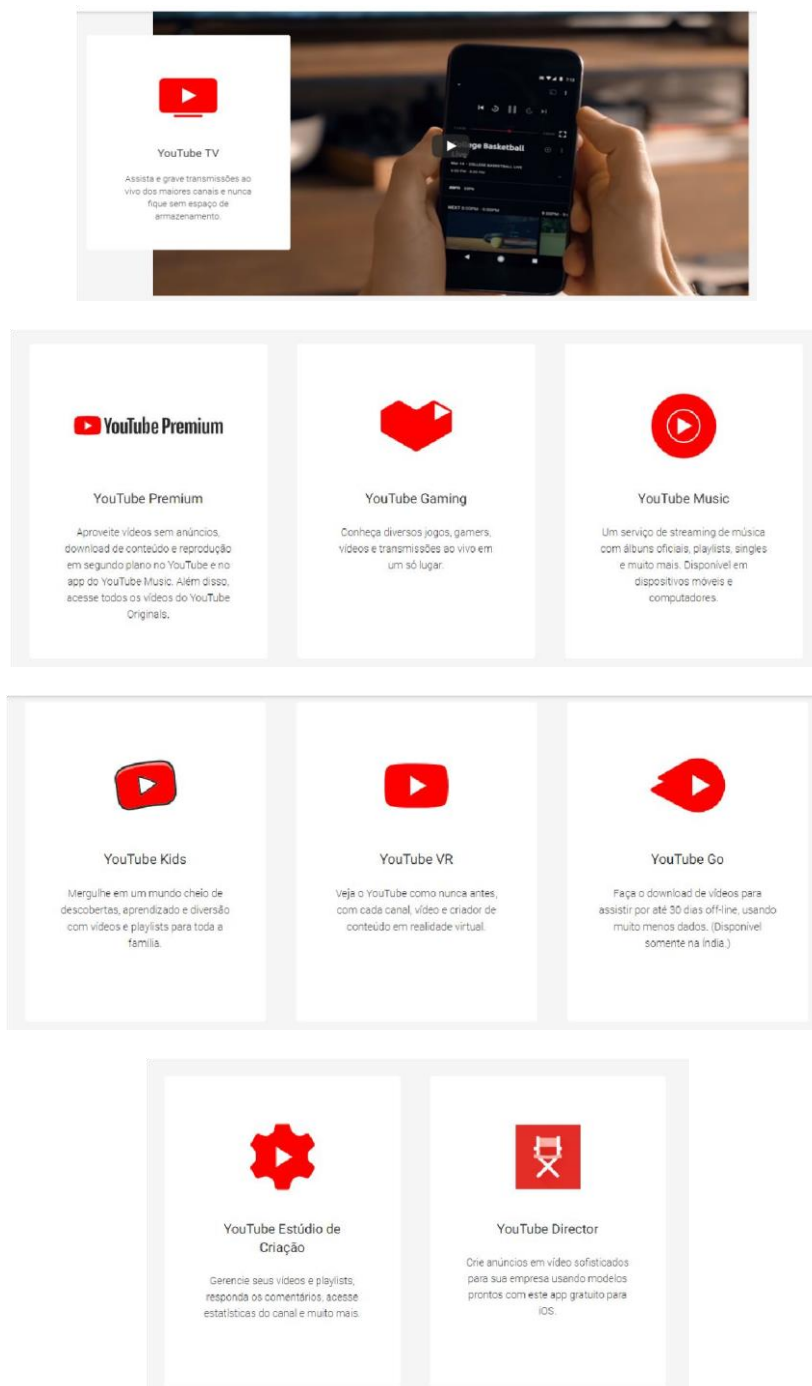 YouTube TV
Assista e grave transmissões ao
vivo dos maiores canais e nunca
fique sem espaço de
armazenamento.
College Basketball
Live
YouTube Premium
YouTube Premium
Aproveite vídeos sem anúncios,
download de conteúdo e reprodução
em segundo plano no YouTube e no
app do YouTube Music. Além disso,
acesse todos os vídeos do YouTube
Originals.
YouTube Gaming
Conheça diversos jogos, gamers,
vídeos e transmissões ao vivo em
um só lugar.
YouTube Music
Um serviço de streaming de música
com álbuns oficiais, playlists, singles
e muito mais. Disponível em
dispositivos móveis e
computadores.
YouTube Kids
Mergulhe em um mundo cheio de
descobertas, aprendizado e diversão
com vídeos e playlists para toda a
família.
YouTube VR
Veja o YouTube como nunca antes,
com cada canal, vídeo e criador de
conteúdo em realidade virtual.
YouTube Go
Faça o download de vídeos para
assistir por até 30 dias off-line, usando
muito menos dados. (Disponível
somente na Índia.)
YouTube Estúdio de
Criação
Gerencie seus vídeos e playlists,
responda os comentários, acesse
estatísticas do canal e muito mais.
YouTube Director
Crie anúncios em vídeo sofisticados
para sua empresa usando modelos
prontos com este app gratuito para
iOS.